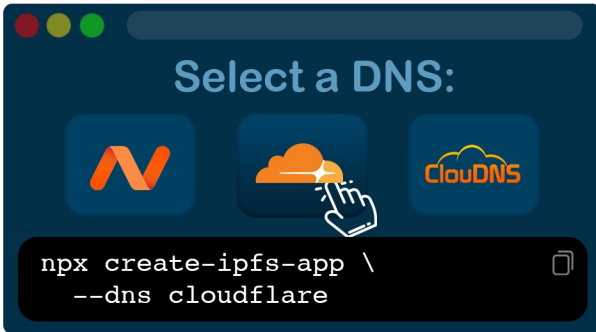 Select a DNS:
ClouDNS
npx create-ipfs-app \
--dns cloudflare